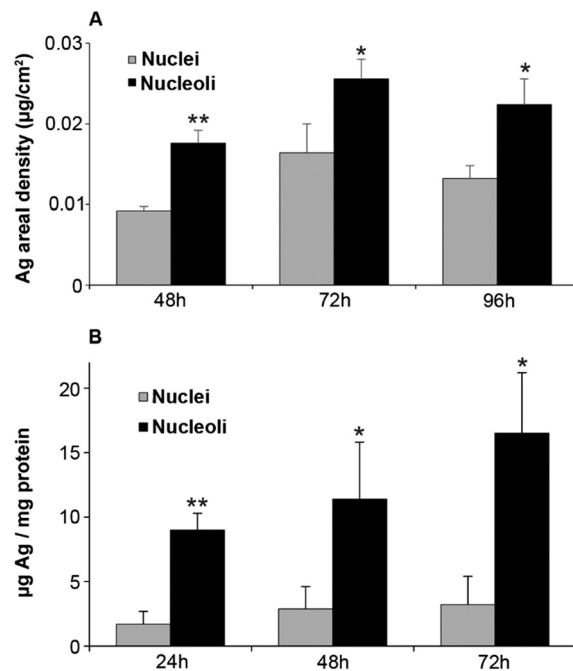 A
Ag areal density (µg/cm²)
0.03
0.02
0.01
0
Nuclei
Nucleoli
**
*
*
48h
72h
96h
B
µg Ag / mg protein
20
15
10
5
0
Nuclei
Nucleoli
**
*
*
24h
48h
72h